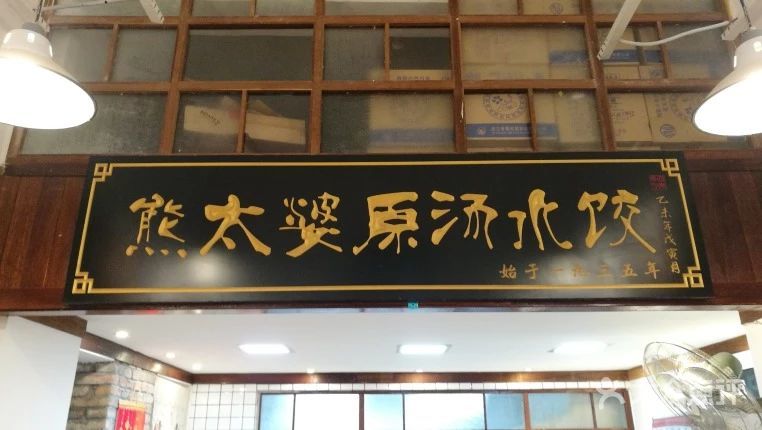 熊太婆原汤水饺
乙未年戊寅月
始于一九三五年